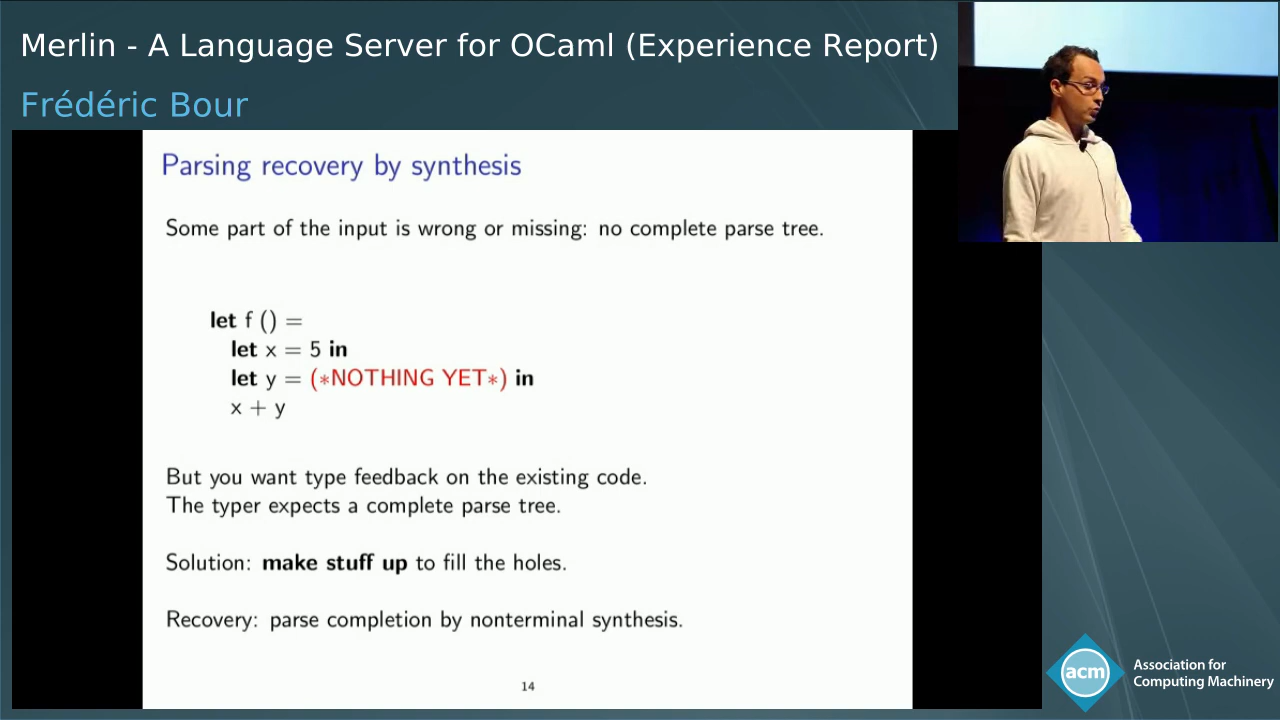 Merlin - A Language Server for OCaml (Experience Report)
Frédéric Bour
Parsing recovery by synthesis
Some part of the input is wrong or missing: no complete parse tree.
let f () =
let x = 5 in
let y = (*NOTHING YET*) in
x + y
But you want type feedback on the existing code.
The typer expects a complete parse tree.
Solution: make stuff up to fill the holes.
Recovery: parse completion by nonterminal synthesis.
14
acm
Association for
Computing Machinery